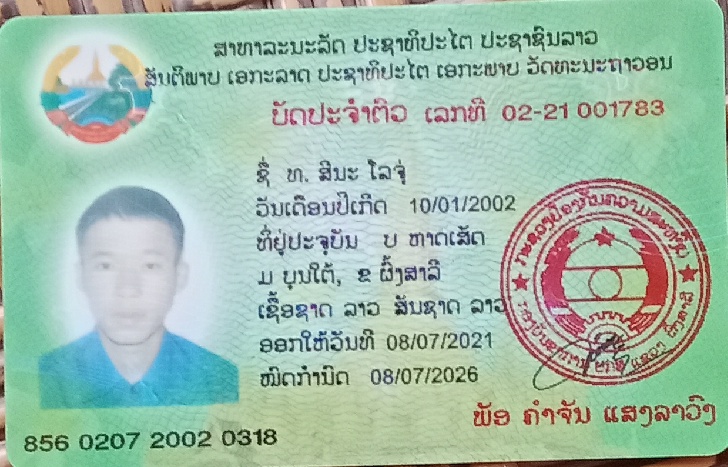 ສາທາລະນະລັດ ປະຊາທິປະໄຕ ປະຊາຊົນລາວ
ສັນຕິພາບ ເອກະລາດ ປະຊາທິປະໄຕ ເອກະພາບ ວັດທະນະຖາວອນ
ບັດປະຈຳຕົວ ເລກທີ 02-21 001783
ຊື່ ທ. ສີນະ ໂລຈຸ່
ວັນເດືອນປີເກີດ 10/01/2002
ທີ່ຢູ່ປະຈຸບັນ ບ ຫາດເສັດ
ມ ບຸນໃຕ້, ຂ ຜົ້ງສາລີ
ເຊື້ອຊາດ ລາວ ສັນຊາດ ລາວ
ອອກໃຫ້ວັນທີ 08/07/2021
ໝົດກຳນົດ 08/07/2026
ພັອ ຄຳຈັນ ແສງລາວົງ
856 0207 2002 0318